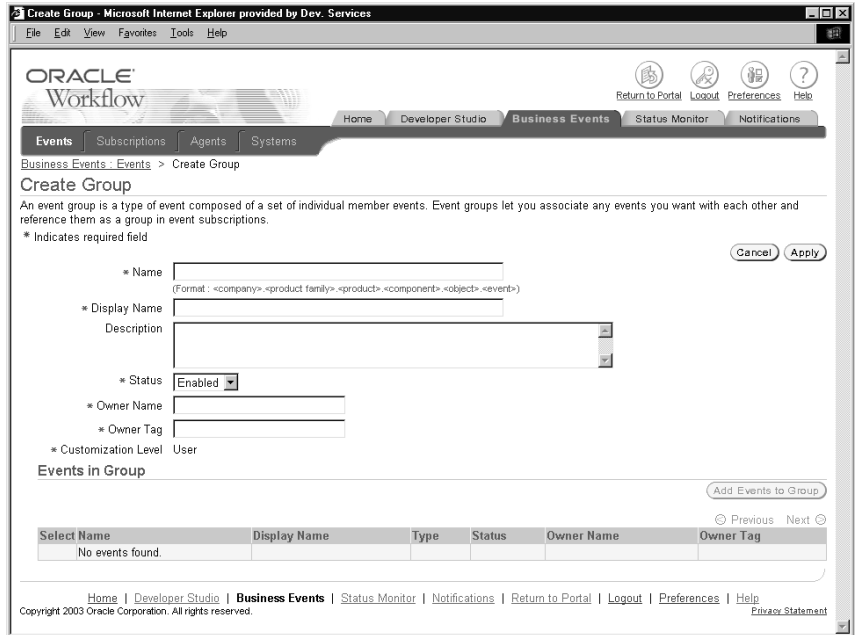 Create Group - Microsoft Internet Explorer provided by Dev. Services
File Edit View Favorites Tools Help
ORACLE
Workflow
Return to Portal Logout Preferences Help
Home Developer Studio Business Events Status Monitor Notifications
Events Subscriptions Agents Systems
Business Events : Events > Create Group
Create Group
An event group is a type of event composed of a set of individual member events. Event groups let you associate any events you want with each other and
reference them as a group in event subscriptions.
* Indicates required field
Cancel Apply
* Name
(Format : <company>.<product family>.<product>.<component>.<object>.<event>)
* Display Name
Description
* Status Enabled
* Owner Name
* Owner Tag
* Customization Level User
Events in Group
Add Events to Group
Previous Next
Select Name Display Name Type Status Owner Name Owner Tag
No events found.
Home | Developer Studio | Business Events | Status Monitor | Notifications | Return to Portal | Logout | Preferences | Help
Copyright 2003 Oracle Corporation. All rights reserved. Privacy Statement